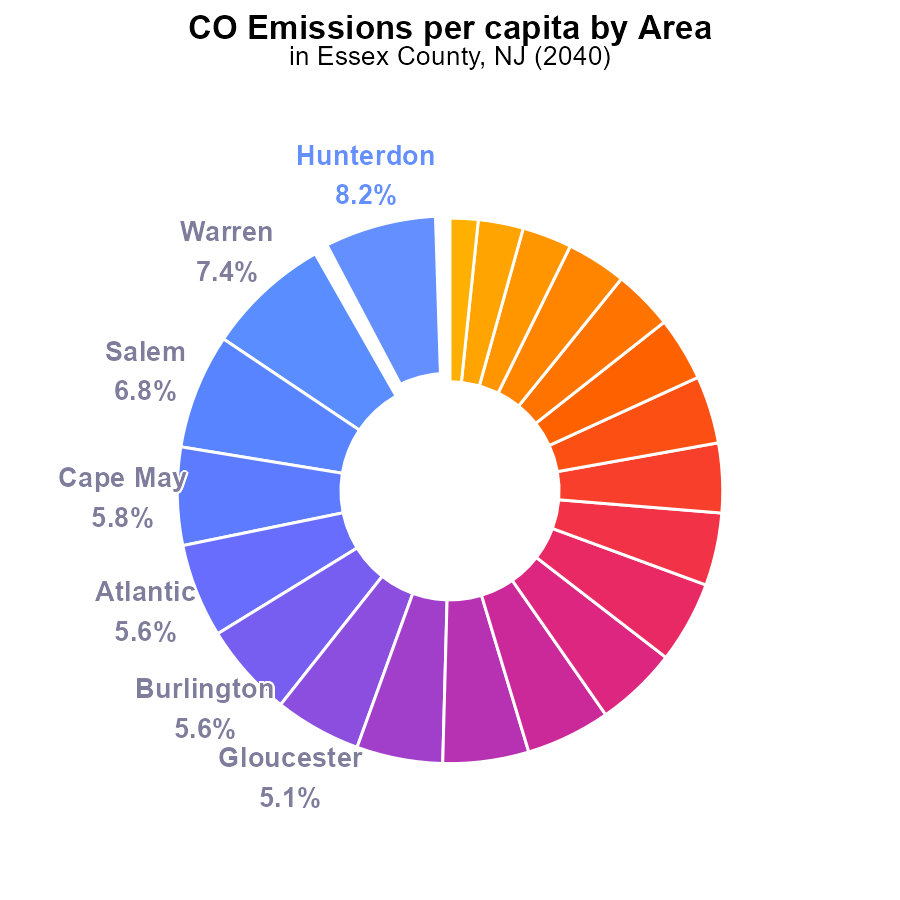 CO Emissions per capita by Area
in Essex County, NJ (2040)
Hunterdon
8.2%
Warren
7.4%
Salem
6.8%
Cape May
5.8%
Atlantic
5.6%
Burlington
5.6%
Gloucester
5.1%